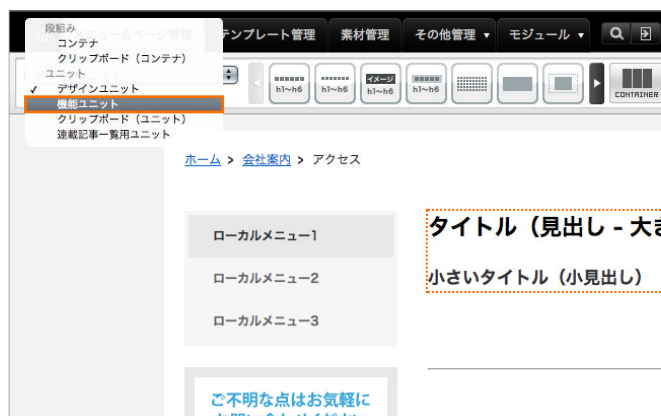 段組み
コンテナ
クリップボード（コンテナ）
ユニット
✓ デザインユニット
機能ユニット
クリップボード（ユニット）
連載記事一覧用ユニット
テンプレート管理 素材管理 その他管理 ▼ モジュール ▼
h1~h6 h1~h6 イメージ h1~h6 h1~h6 CONTAINER
ホーム > 会社案内 > アクセス
ローカルメニュー1
ローカルメニュー2
ローカルメニュー3
タイトル（見出し - 大き
小さいタイトル（小見出し）
ご不明な点はお気軽に